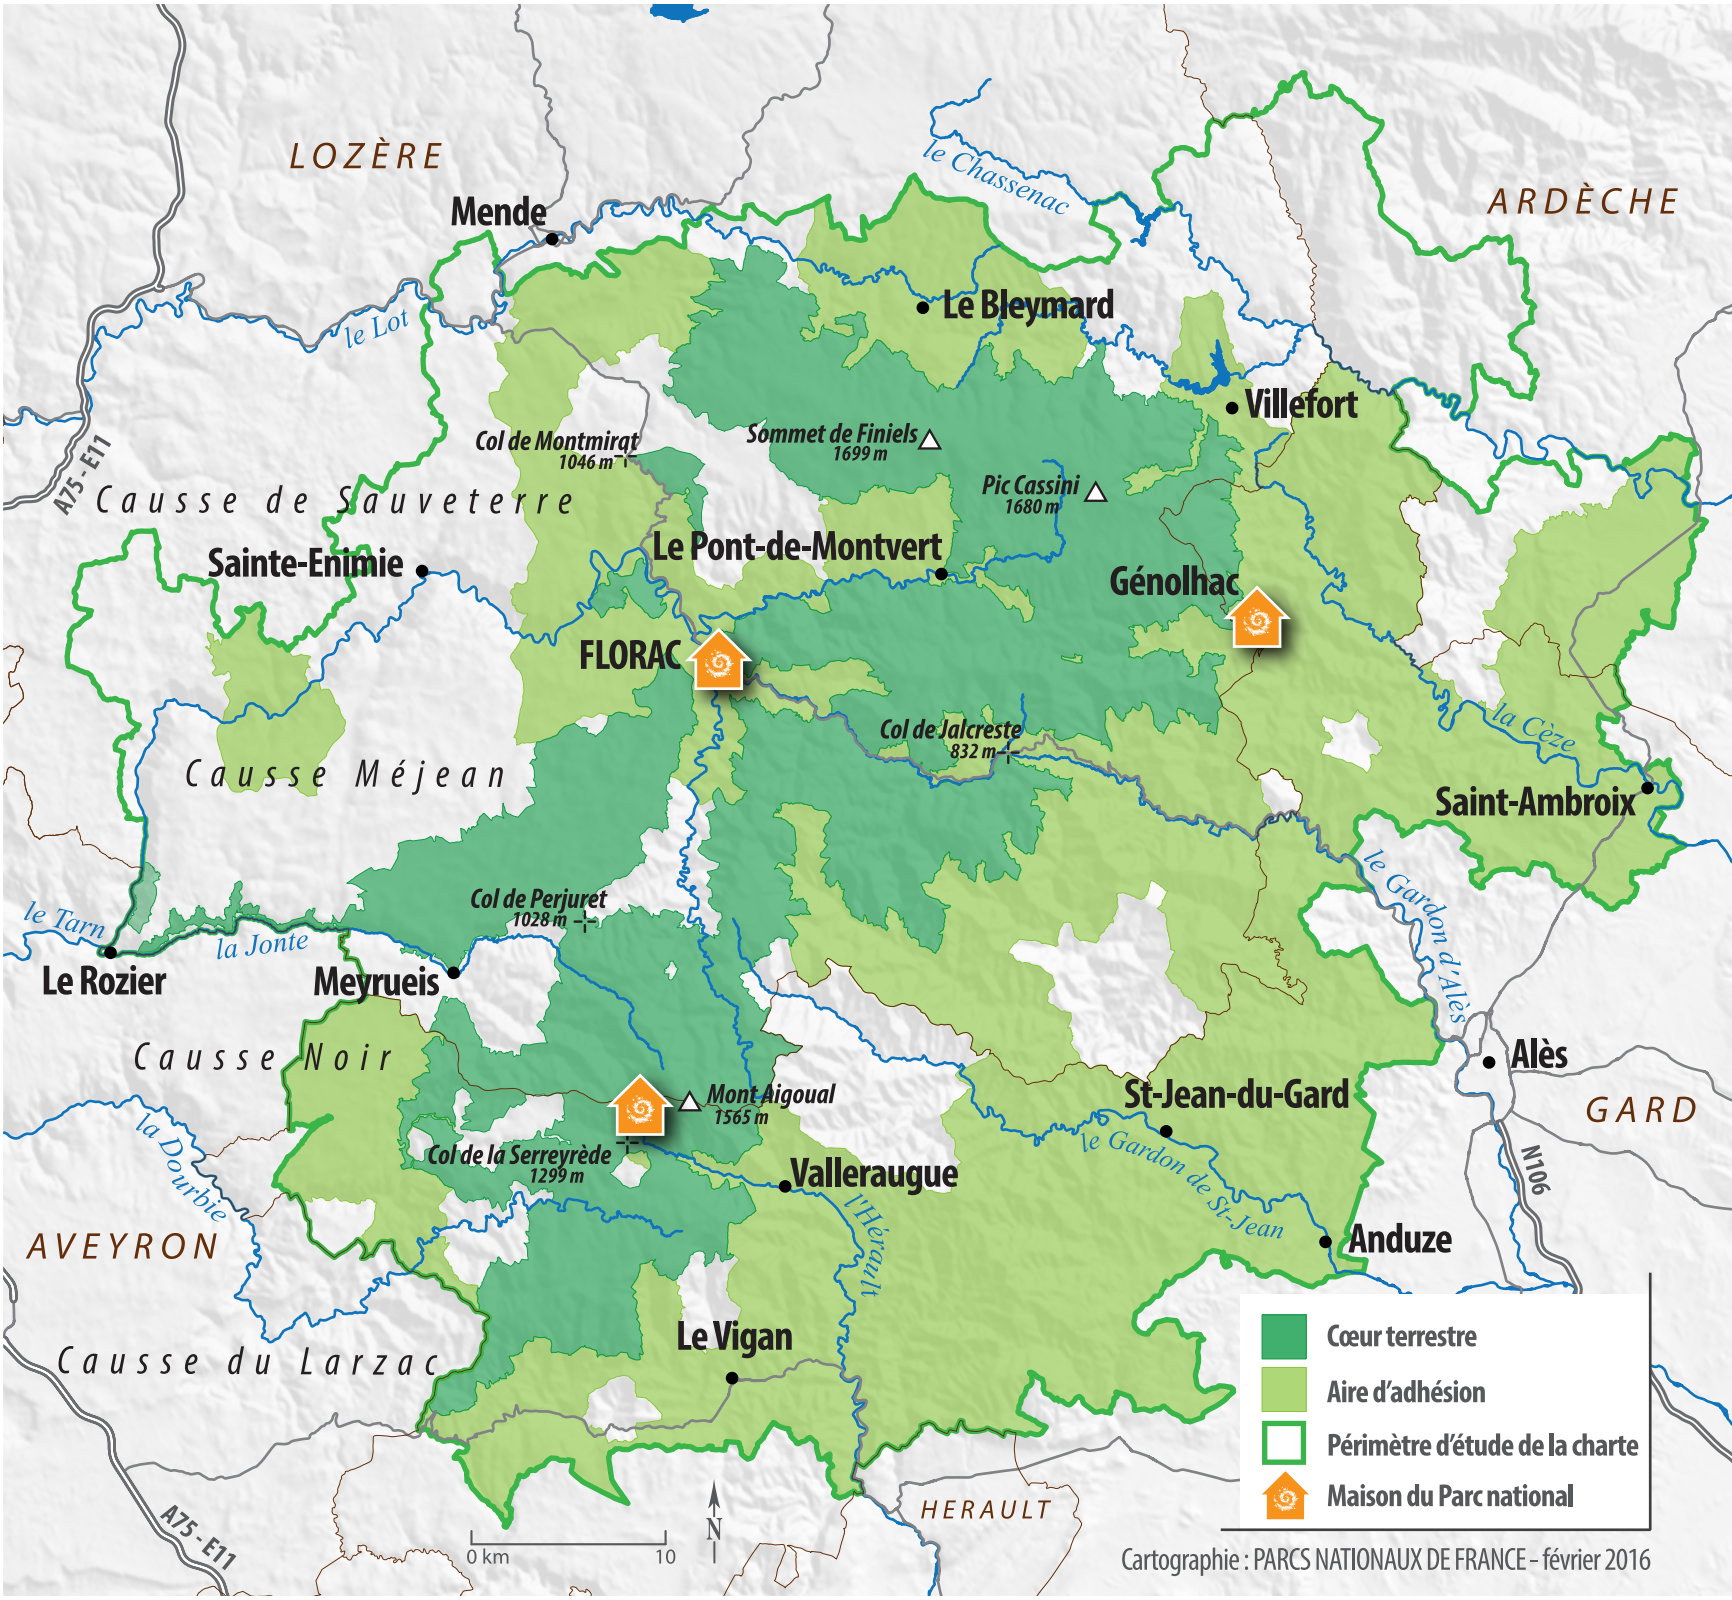 LOZÈRE
ARDÈCHE
le Chassenac
Mende
Le Bleymard
le Lot
Villefort
Col de Montmirat
1046 m
Sommet de Finiels
1699 m
A75 - E11
Causse de Sauveterre
Pic Cassini
1680 m
Sainte-Enimie
Le Pont-de-Montvert
Génolhac
FLORAC
Col de Jalcreste
832 m
la Cèze
Causse Méjean
Saint-Ambroix
le Gardon d'Alès
Col de Perjuret
1028 m
le Tarn
la Jonte
Le Rozier
Meyrueis
Causse Noir
Alès
Mont Aigoual
1565 m
St-Jean-du-Gard
GARD
la Dourbie
Col de la Serreyrède
1299 m
le Gardon de St-Jean
N106
Valleraugue
l'Hérault
AVEYRON
Anduze
Le Vigan
Causse du Larzac
Cœur terrestre
Aire d'adhésion
Périmètre d'étude de la charte
Maison du Parc national
HERAULT
A75 - E11
N
0 km 10
Cartographie : PARCS NATIONAUX DE FRANCE – février 2016